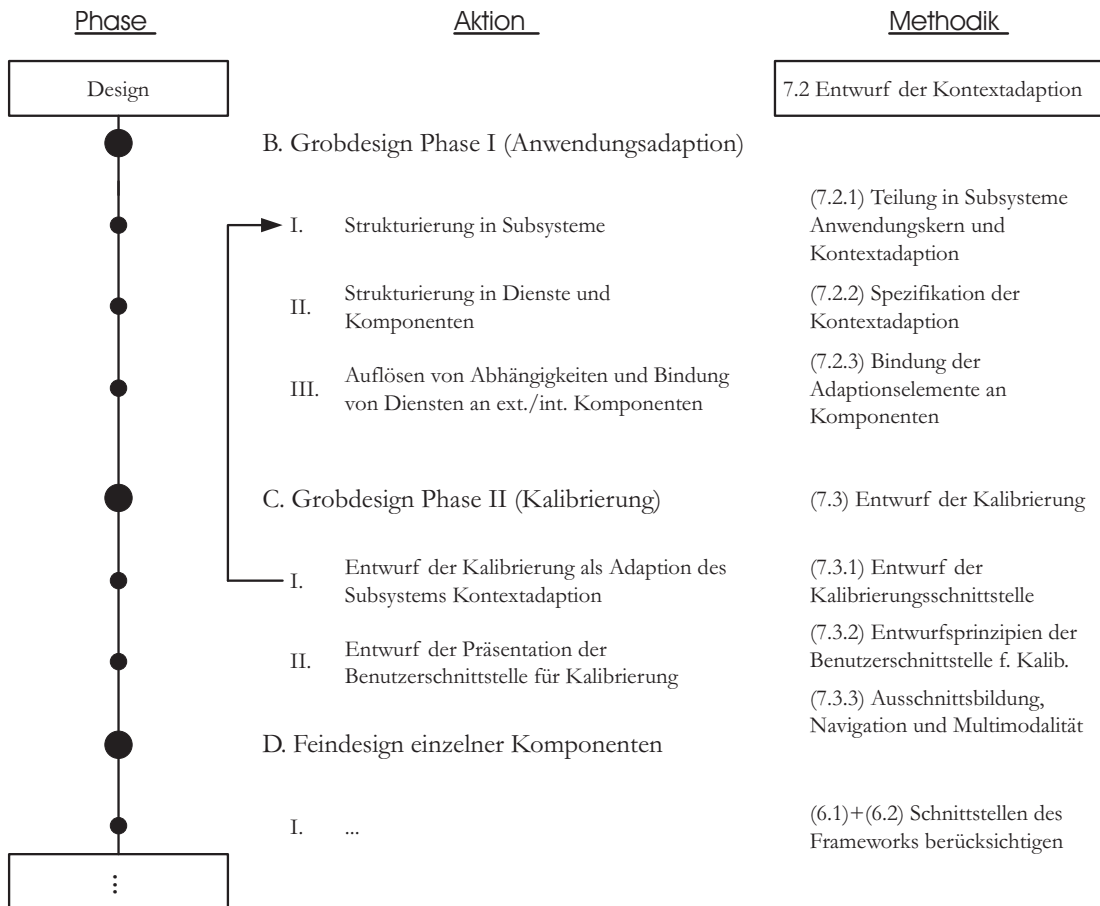 Phase Aktion Methodik
Design 7.2 Entwurf der Kontextadaption
B. Grobdesign Phase I (Anwendungsadaption)
I. Strukturierung in Subsysteme
(7.2.1) Teilung in Subsysteme
Anwendungskern und
Kontextadaption
II. Strukturierung in Dienste und
Komponenten
(7.2.2) Spezifikation der
Kontextadaption
III. Auflösen von Abhängigkeiten und Bindung
von Diensten an ext./int. Komponenten
(7.2.3) Bindung der
Adaptionselemente an
Komponenten
C. Grobdesign Phase II (Kalibrierung)
(7.3) Entwurf der Kalibrierung
I. Entwurf der Kalibrierung als Adaption des
Subsystems Kontextadaption
(7.3.1) Entwurf der
Kalibrierungsschnittstelle
II. Entwurf der Präsentation der
Benutzerschnittstelle für Kalibrierung
(7.3.2) Entwurfsprinzipien der
Benutzerschnittstelle f. Kalib.
(7.3.3) Ausschnittsbildung,
Navigation und Multimodalität
D. Feindesign einzelner Komponenten
I. ...
(6.1)+(6.2) Schnittstellen des
Frameworks berücksichtigen
⋮